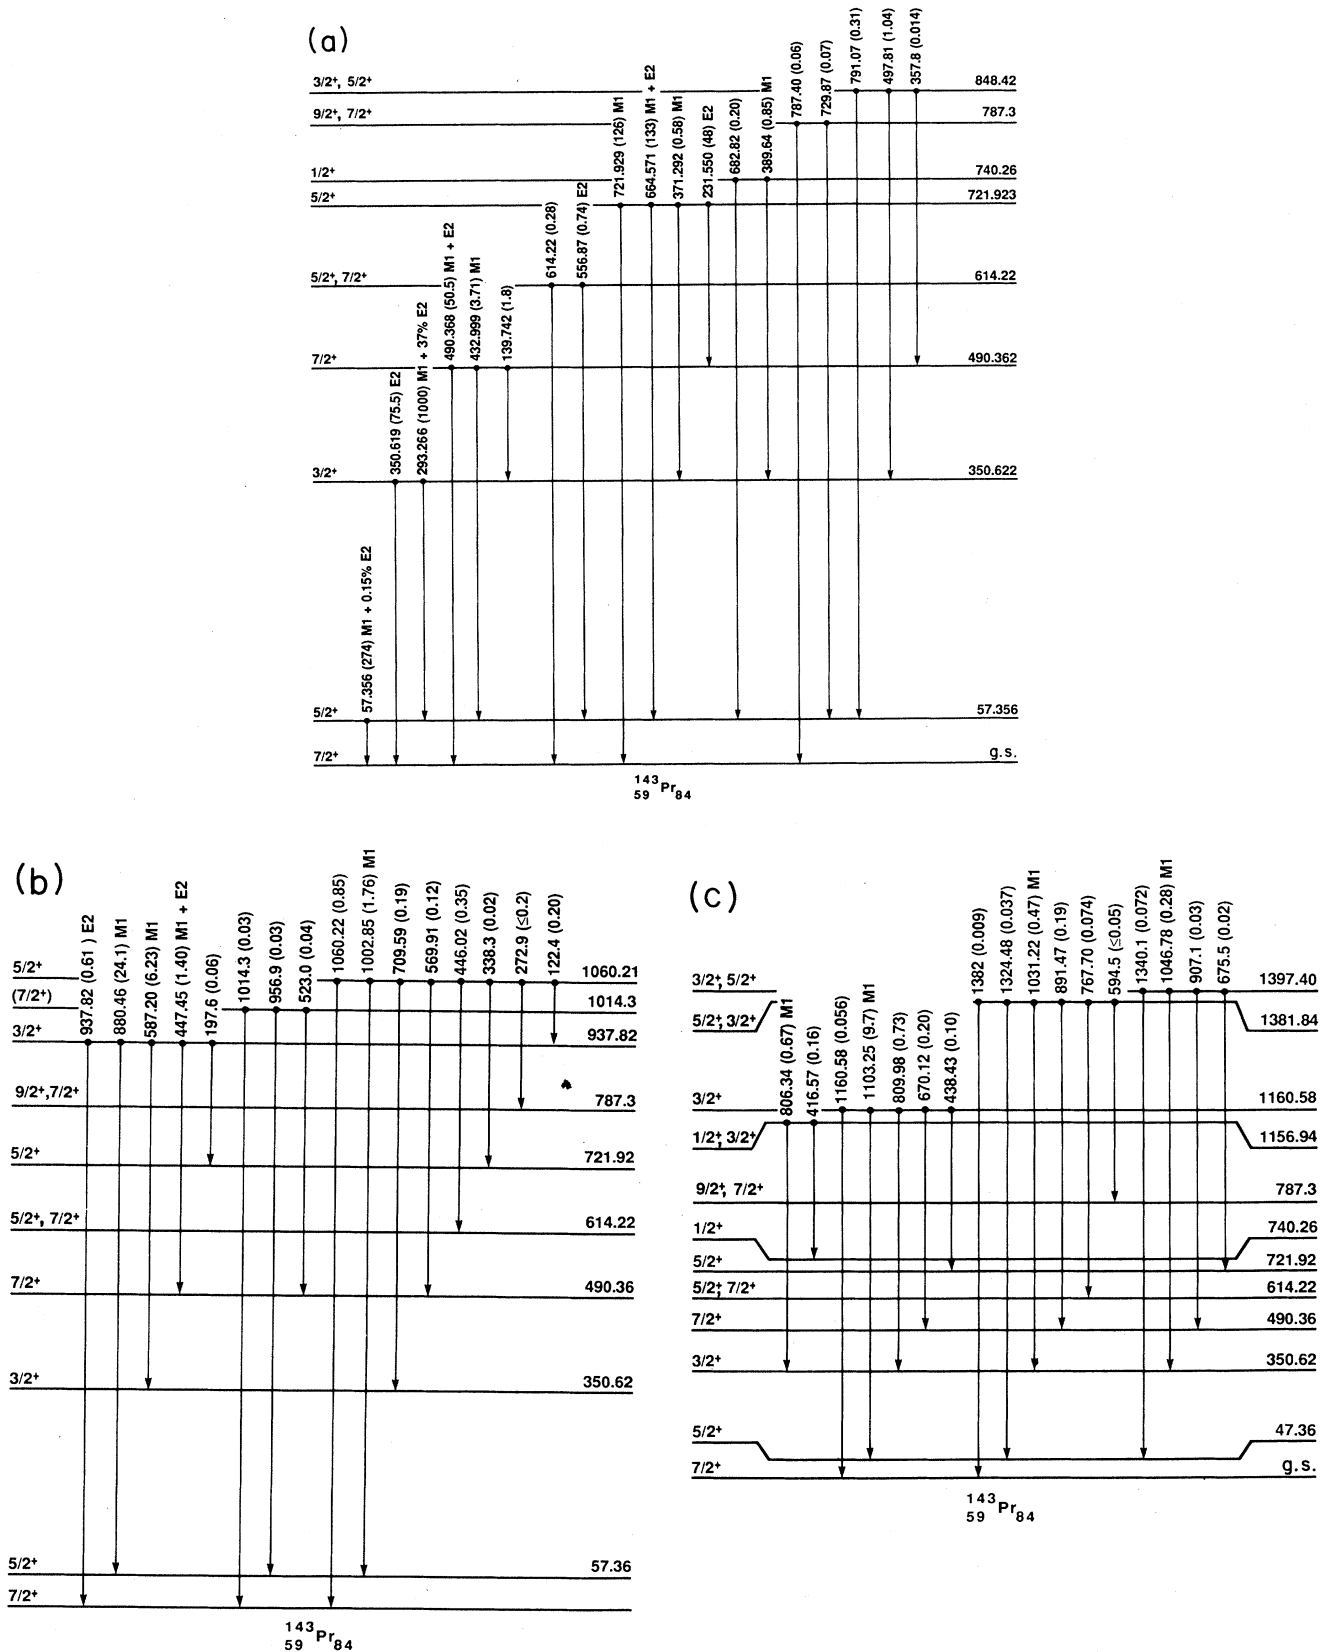 (a)
57.356 (274) M1 + 0.15% E2
350.619 (75.5) E2
293.266 (1000) M1 + 37% E2
490.368 (50.5) M1 + E2
432.999 (3.71) M1
139.742 (1.8)
614.22 (0.28)
556.87 (0.74) E2
721.929 (126) M1
664.571 (133) M1 + E2
371.292 (0.58) M1
231.550 (48) E2
682.82 (0.20)
389.64 (0.85) M1
787.40 (0.06)
729.87 (0.07)
791.07 (0.31)
497.81 (1.04)
357.8 (0.014)
3/2+, 5/2+ 848.42
9/2+, 7/2+ 787.3
1/2+ 740.26
5/2+ 721.923
5/2+, 7/2+ 614.22
7/2+ 490.362
3/2+ 350.622
5/2+ 57.356
7/2+ g.s.
143
59 Pr 84
(b)
937.82 (0.61 ) E2
880.46 (24.1) M1
587.20 (6.23) M1
447.45 (1.40) M1 + E2
197.6 (0.06)
1014.3 (0.03)
956.9 (0.03)
523.0 (0.04)
1060.22 (0.85)
1002.85 (1.76) M1
709.59 (0.19)
569.91 (0.12)
446.02 (0.35)
338.3 (0.02)
272.9 (≤0.2)
122.4 (0.20)
5/2+ 1060.21
(7/2+) 1014.3
3/2+ 937.82
9/2+,7/2+ 787.3
5/2+ 721.92
5/2+, 7/2+ 614.22
7/2+ 490.36
3/2+ 350.62
5/2+ 57.36
7/2+
143
59 Pr 84
(c)
806.34 (0.67) M1
416.57 (0.16)
1160.58 (0.056)
1103.25 (9.7) M1
809.98 (0.73)
670.12 (0.20)
438.43 (0.10)
1382 (0.009)
1324.48 (0.037)
1031.22 (0.47) M1
891.47 (0.19)
767.70 (0.074)
594.5 (≤0.05)
1340.1 (0.072)
1046.78 (0.28) M1
907.1 (0.03)
675.5 (0.02)
3/2+, 5/2+ 1397.40
5/2+, 3/2+ 1381.84
3/2+ 1160.58
1/2+, 3/2+ 1156.94
9/2+, 7/2+ 787.3
1/2+ 740.26
5/2+ 721.92
5/2+, 7/2+ 614.22
7/2+ 490.36
3/2+ 350.62
5/2+ 47.36
7/2+ g.s.
143
59 Pr 84